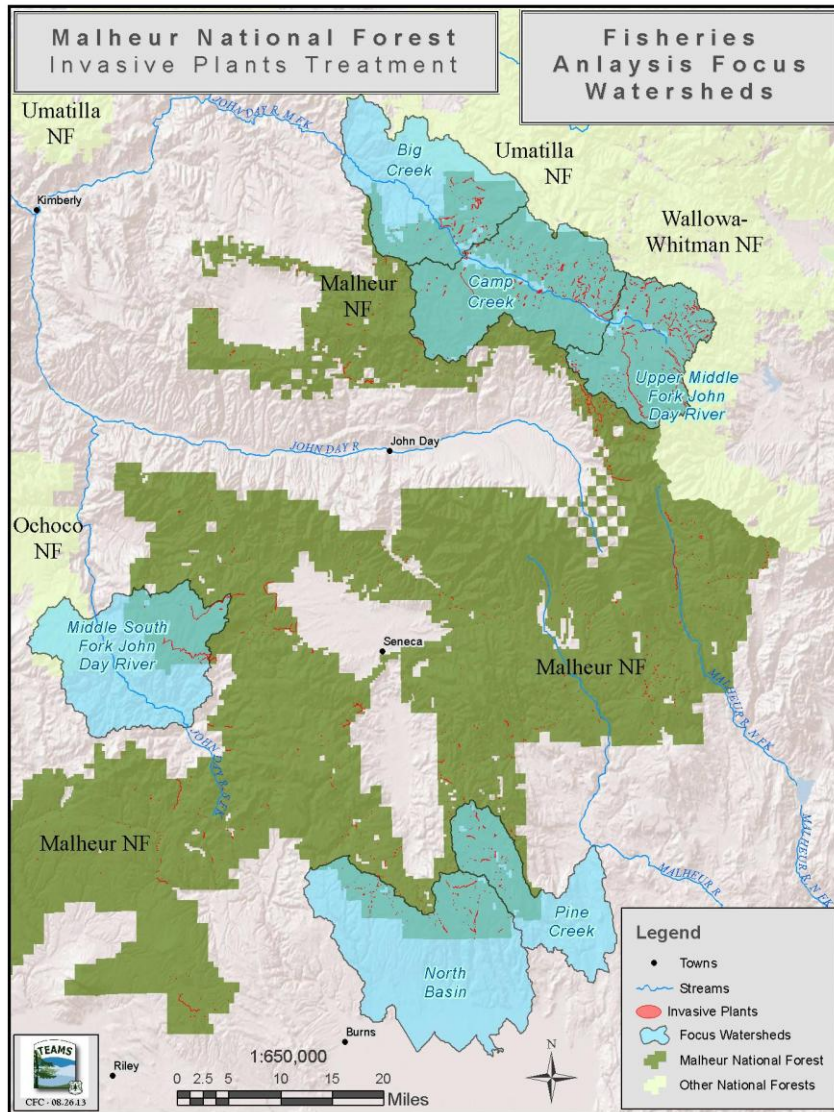 Malheur National Forest
Invasive Plants Treatment
Fisheries
Anlaysis Focus
Watersheds
Umatilla
NF
JOHN DAY R. M FK
Big
Creek
Umatilla
NF
Kimberly
Wallowa-
Whitman NF
Malheur
NF
Camp
Creek
Upper Middle
Fork John
Day River
JOHN DAY R
John Day
Ochoco
NF
Middle South
Fork John
Day River
Seneca
Malheur NF
MALHEUR R. N FK
JOHN DAY R. S FK
MALHEUR R. N FK
Malheur NF
MALHEUR R
Pine
Creek
North
Basin
Burns
Riley
TEAMS
CFC - 08.26.13
1:650,000
0 2.5 5 10 15 20
Miles
N
Legend
Towns
Streams
Invasive Plants
Focus Watersheds
Malheur National Forest
Other National Forests